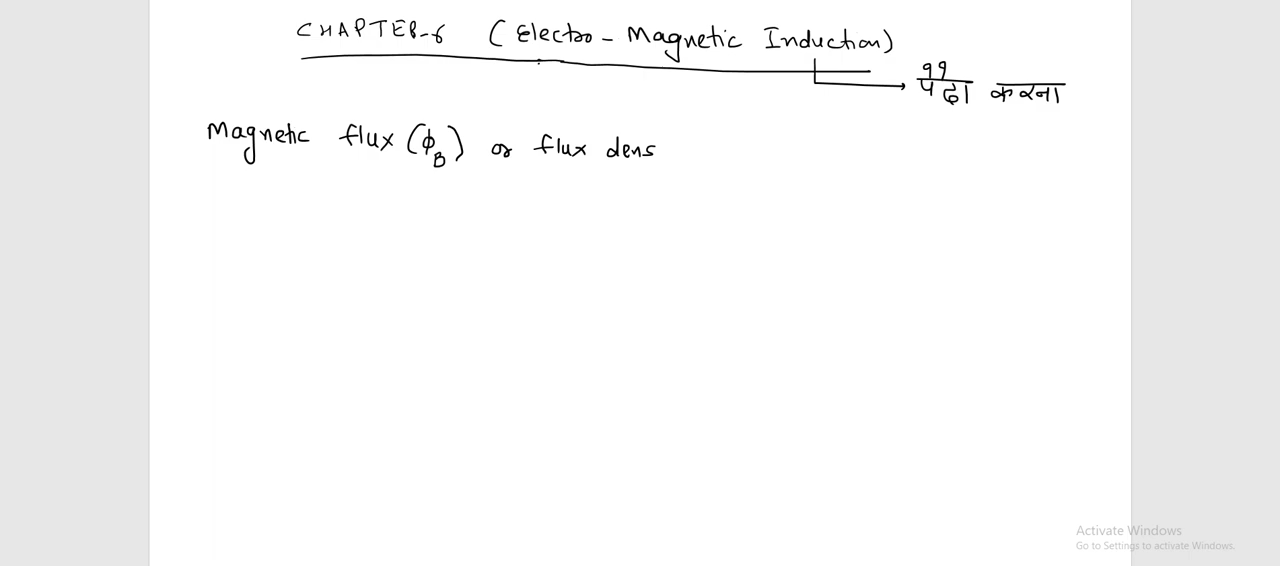 CHAPTER-6 (Electro-Magnetic Induction)
पैदा करना
Magnetic flux (ϕ_B) or flux dens
Activate Windows
Go to Settings to activate Windows.